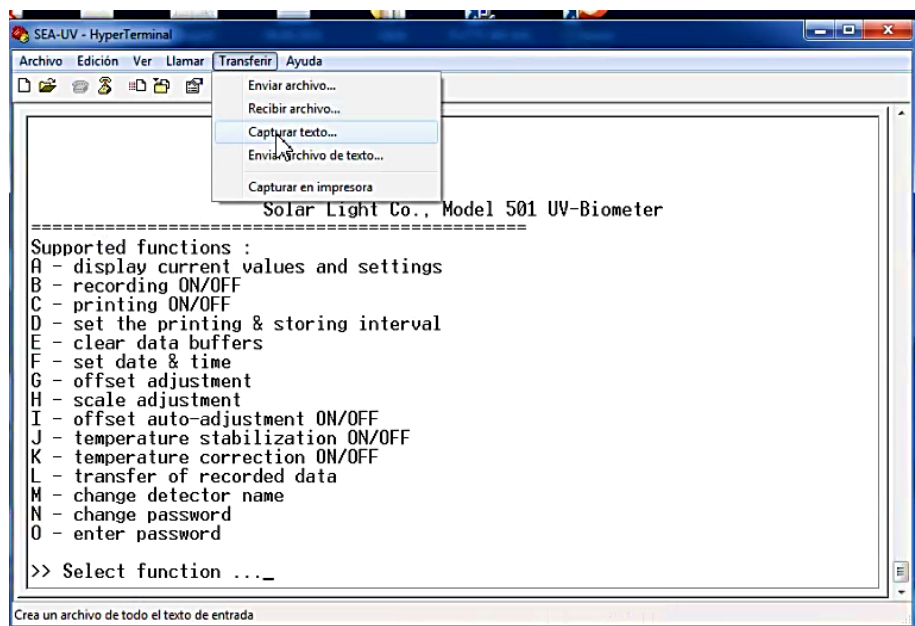 SEA-UV - HyperTerminal
Archivo Edición Ver Llamar Transferir Ayuda
Enviar archivo...
Recibir archivo...
Capturar texto...
Enviar archivo de texto...
Capturar en impresora
Solar Light Co., Model 501 UV-Biometer
===============================================
Supported functions :
A - display current values and settings
B - recording ON/OFF
C - printing ON/OFF
D - set the printing & storing interval
E - clear data buffers
F - set date & time
G - offset adjustment
H - scale adjustment
I - offset auto-adjustment ON/OFF
J - temperature stabilization ON/OFF
K - temperature correction ON/OFF
L - transfer of recorded data
M - change detector name
N - change password
O - enter password
>> Select function ..._
Crea un archivo de todo el texto de entrada